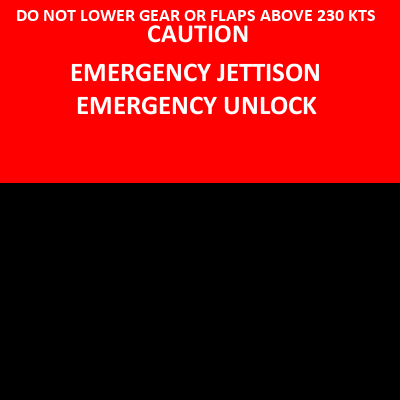 DO NOT LOWER GEAR OR FLAPS ABOVE 230 KTS
CAUTION
EMERGENCY JETTISON
EMERGENCY UNLOCK